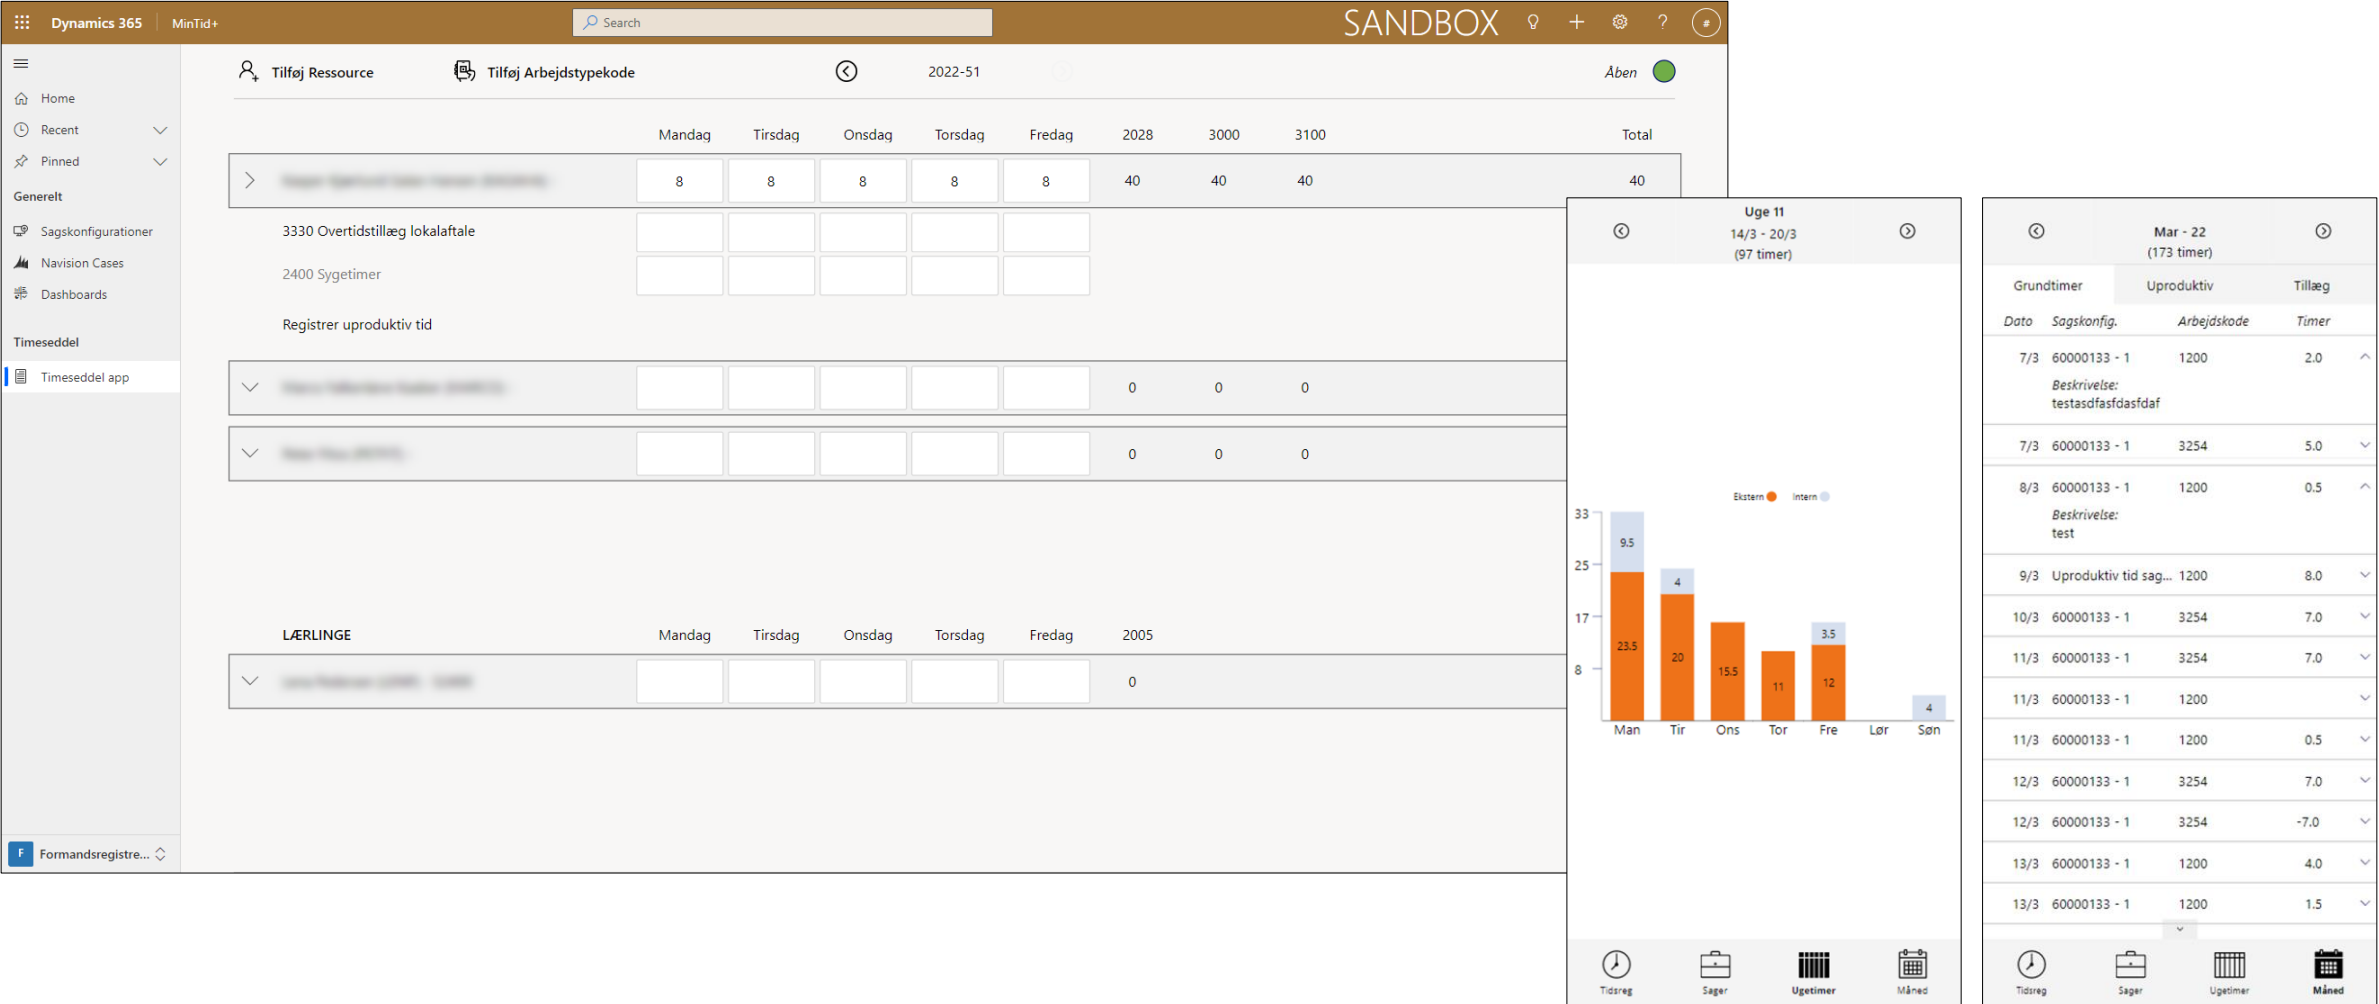 Dynamics 365 MinTid+ Search SANDBOX ? #
Tilføj Ressource Tilføj Arbejdstypekode 2022-51 Åben
Home
Recent
Pinned
Generelt
Sagskonfigurationer
Navision Cases
Dashboards
Timeseddel
Timeseddel app
F Formandsregistre...
Mandag Tirsdag Onsdag Torsdag Fredag 2028 3000 3100 Total
8 8 8 8 8 40 40 40 40
3330 Overtidstillæg lokalaftale
2400 Sygetimer
Registrer uproduktiv tid
0 0 0
0 0 0
LÆRLINGE Mandag Tirsdag Onsdag Torsdag Fredag 2005
0
Uge 11
14/3 - 20/3
(97 timer)
Ekstern Intern
33
25
17
8
9.5
23.5
4
20
15.5
11
3.5
12
4
Man Tir Ons Tor Fre Lør Søn
Tidsreg Sager Ugetimer Måned
Mar - 22
(173 timer)
Grundtimer Uproduktiv Tillæg
Dato Sagskonfig. Arbejdskode Timer
7/3 60000133 - 1 1200 2.0
Beskrivelse:
testasdfasfdasfdaf
7/3 60000133 - 1 3254 5.0
8/3 60000133 - 1 1200 0.5
Beskrivelse:
test
9/3 Uproduktiv tid sag... 1200 8.0
10/3 60000133 - 1 3254 7.0
11/3 60000133 - 1 3254 7.0
11/3 60000133 - 1 1200
11/3 60000133 - 1 1200 0.5
12/3 60000133 - 1 3254 7.0
12/3 60000133 - 1 3254 -7.0
13/3 60000133 - 1 1200 4.0
13/3 60000133 - 1 1200 1.5
Tidsreg Sager Ugetimer Måned